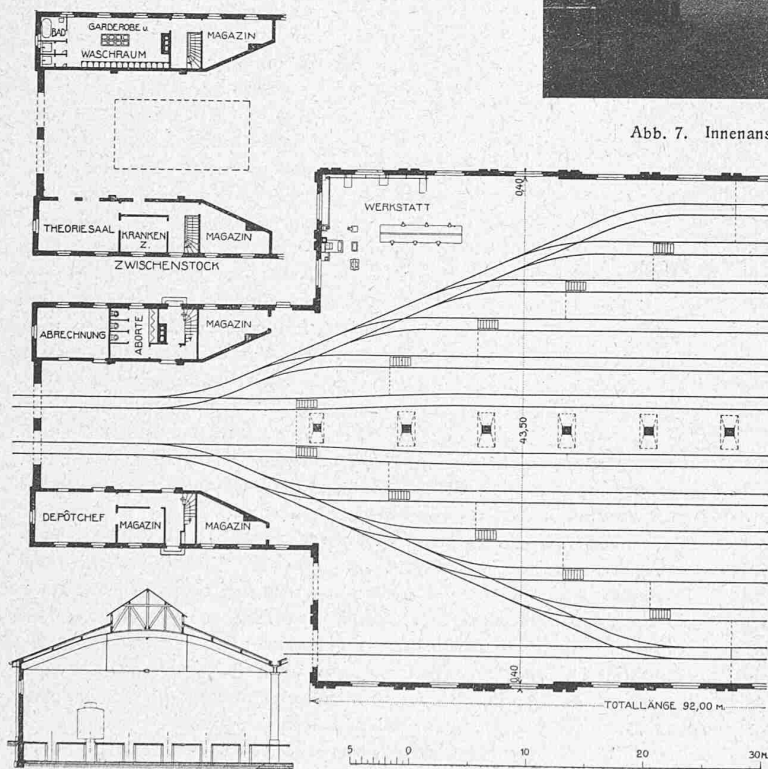 BAD
GARDEROBE u.
WASCHRAUM
MAGAZIN
Abb. 7. Innenans
THEORIESAAL
KRANKEN
Z.
MAGAZIN
ZWISCHENSTOCK
WERKSTATT
0,40
ABRECHNUNG
ABORTE
MAGAZIN
43,50
DEPÔTCHEF
MAGAZIN
MAGAZIN
0,40
TOTALLÄNGE 92,00 M.
5 0 10 20 30 M.